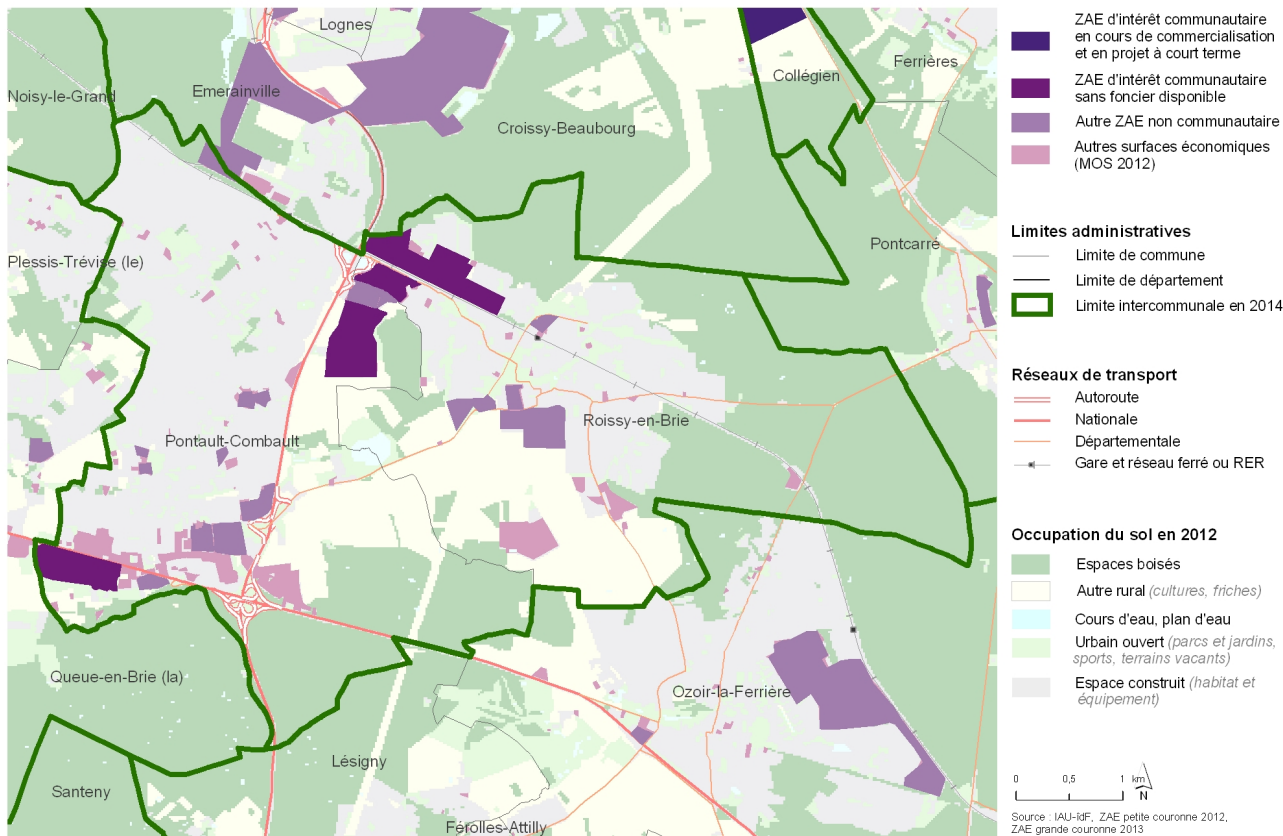 Lognes
Ferrières
Collégien
Noisy-le-Grand
Emerainville
Croissy-Beaubourg
Pontcarré
Plessis-Trévise (le)
Roissy-en-Brie
Pontault-Combault
Queue-en-Brie (la)
Ozoir-la-Ferrière
Lésigny
Santeny
Férolles-Attilly
ZAE d'intérêt communautaire
en cours de commercialisation
et en projet à court terme
ZAE d'intérêt communautaire
sans foncier disponible
Autre ZAE non communautaire
Autres surfaces économiques
(MOS 2012)
Limites administratives
Limite de commune
Limite de département
Limite intercommunale en 2014
Réseaux de transport
Autoroute
Nationale
Départementale
Gare et réseau ferré ou RER
Occupation du sol en 2012
Espaces boisés
Autre rural (cultures, friches)
Cours d'eau, plan d'eau
Urbain ouvert (parcs et jardins,
sports, terrains vacants)
Espace construit (habitat et
équipement)
0 0,5 1 km
N
Source : IAU-îdF, ZAE petite couronne 2012,
ZAE grande couronne 2013